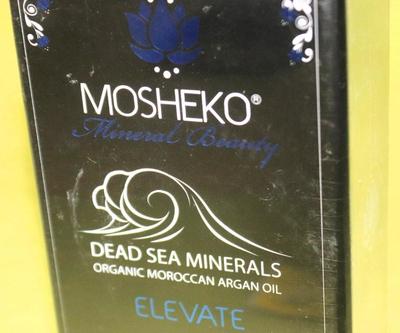 MOSHEKO®
Mineral Beauty
DEAD SEA MINERALS
ORGANIC MOROCCAN ARGAN OIL
ELEVATE